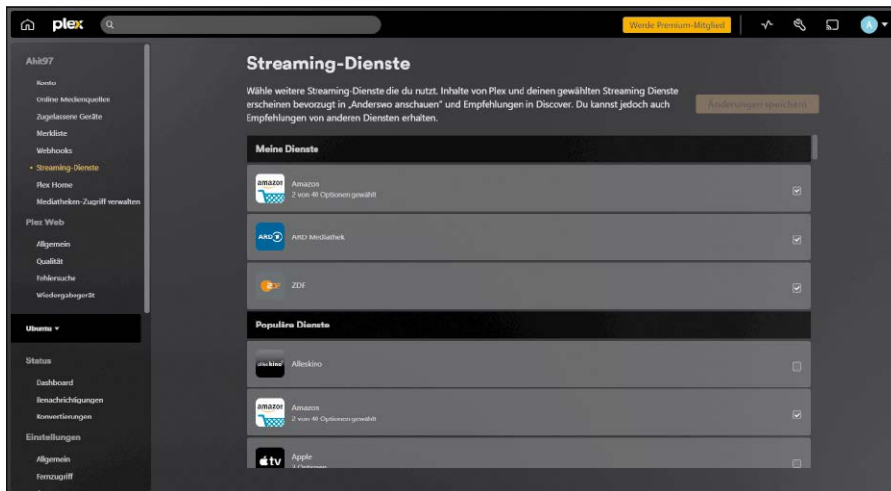 plex
Werde Premium-Mitglied
A
Ahit97
Konto
Online Medienquellen
Zugelassene Geräte
Merkliste
Webhooks
Streaming-Dienste
Plex Home
Mediatheken-Zugriff verwalten
Plex Web
Allgemein
Qualität
Fehlersuche
Wiedergabegerät
Ubuntu
Status
Dashboard
Benachrichtigungen
Konvertierungen
Einstellungen
Allgemein
Fernzugriff
Streaming-Dienste
Wähle weitere Streaming-Dienste die du nutzt. Inhalte von Plex und deinen gewählten Streaming Dienste
erscheinen bevorzugt in „Anderswo anschauen" und Empfehlungen in Discover. Du kannst jedoch auch
Empfehlungen von anderen Diensten erhalten.
Änderungen speichern
Meine Dienste
amazon
Amazon
2 von 40 Optionen gewählt
ARD
ARD Mediathek
ZDF
ZDF
Populäre Dienste
alleskino
Alleskino
amazon
Amazon
2 von 40 Optionen gewählt
tv
Apple
Optionen